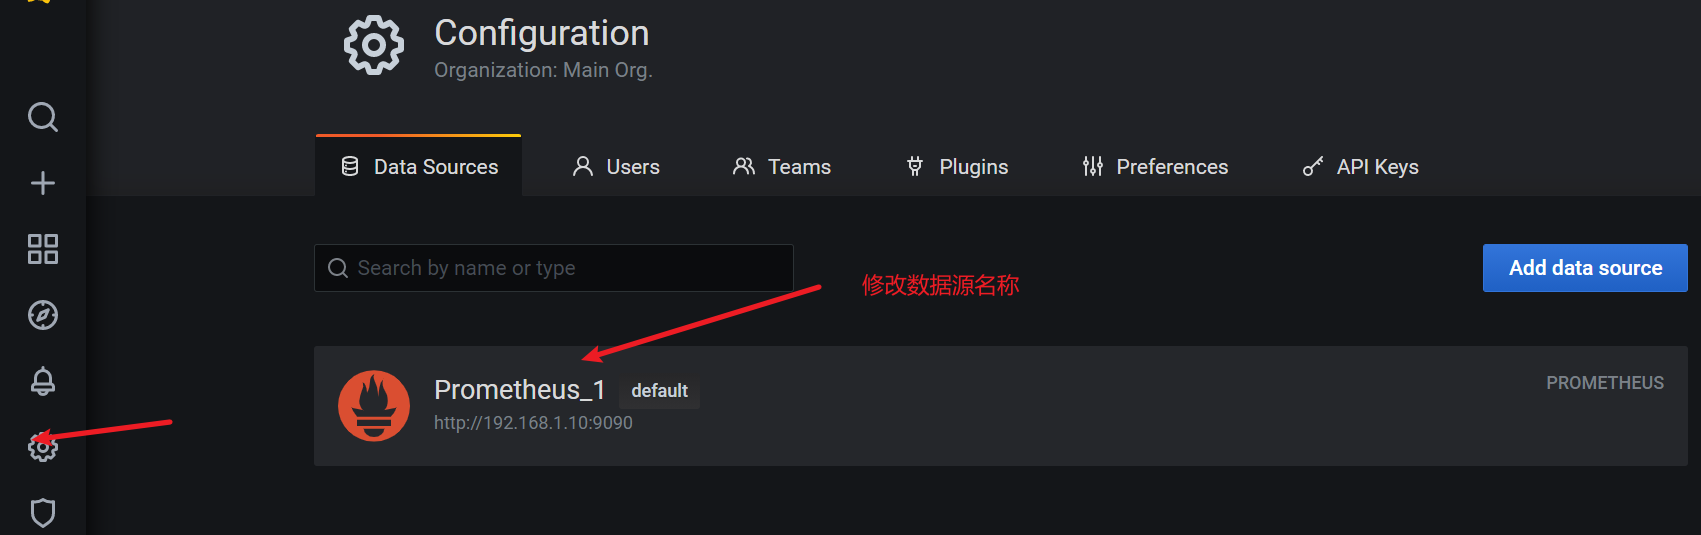 Configuration
Organization: Main Org.
Data Sources
Users
Teams
Plugins
Preferences
API Keys
Search by name or type
修改数据源名称
Add data source
Prometheus_1 default
PROMETHEUS
http://192.168.1.10:9090